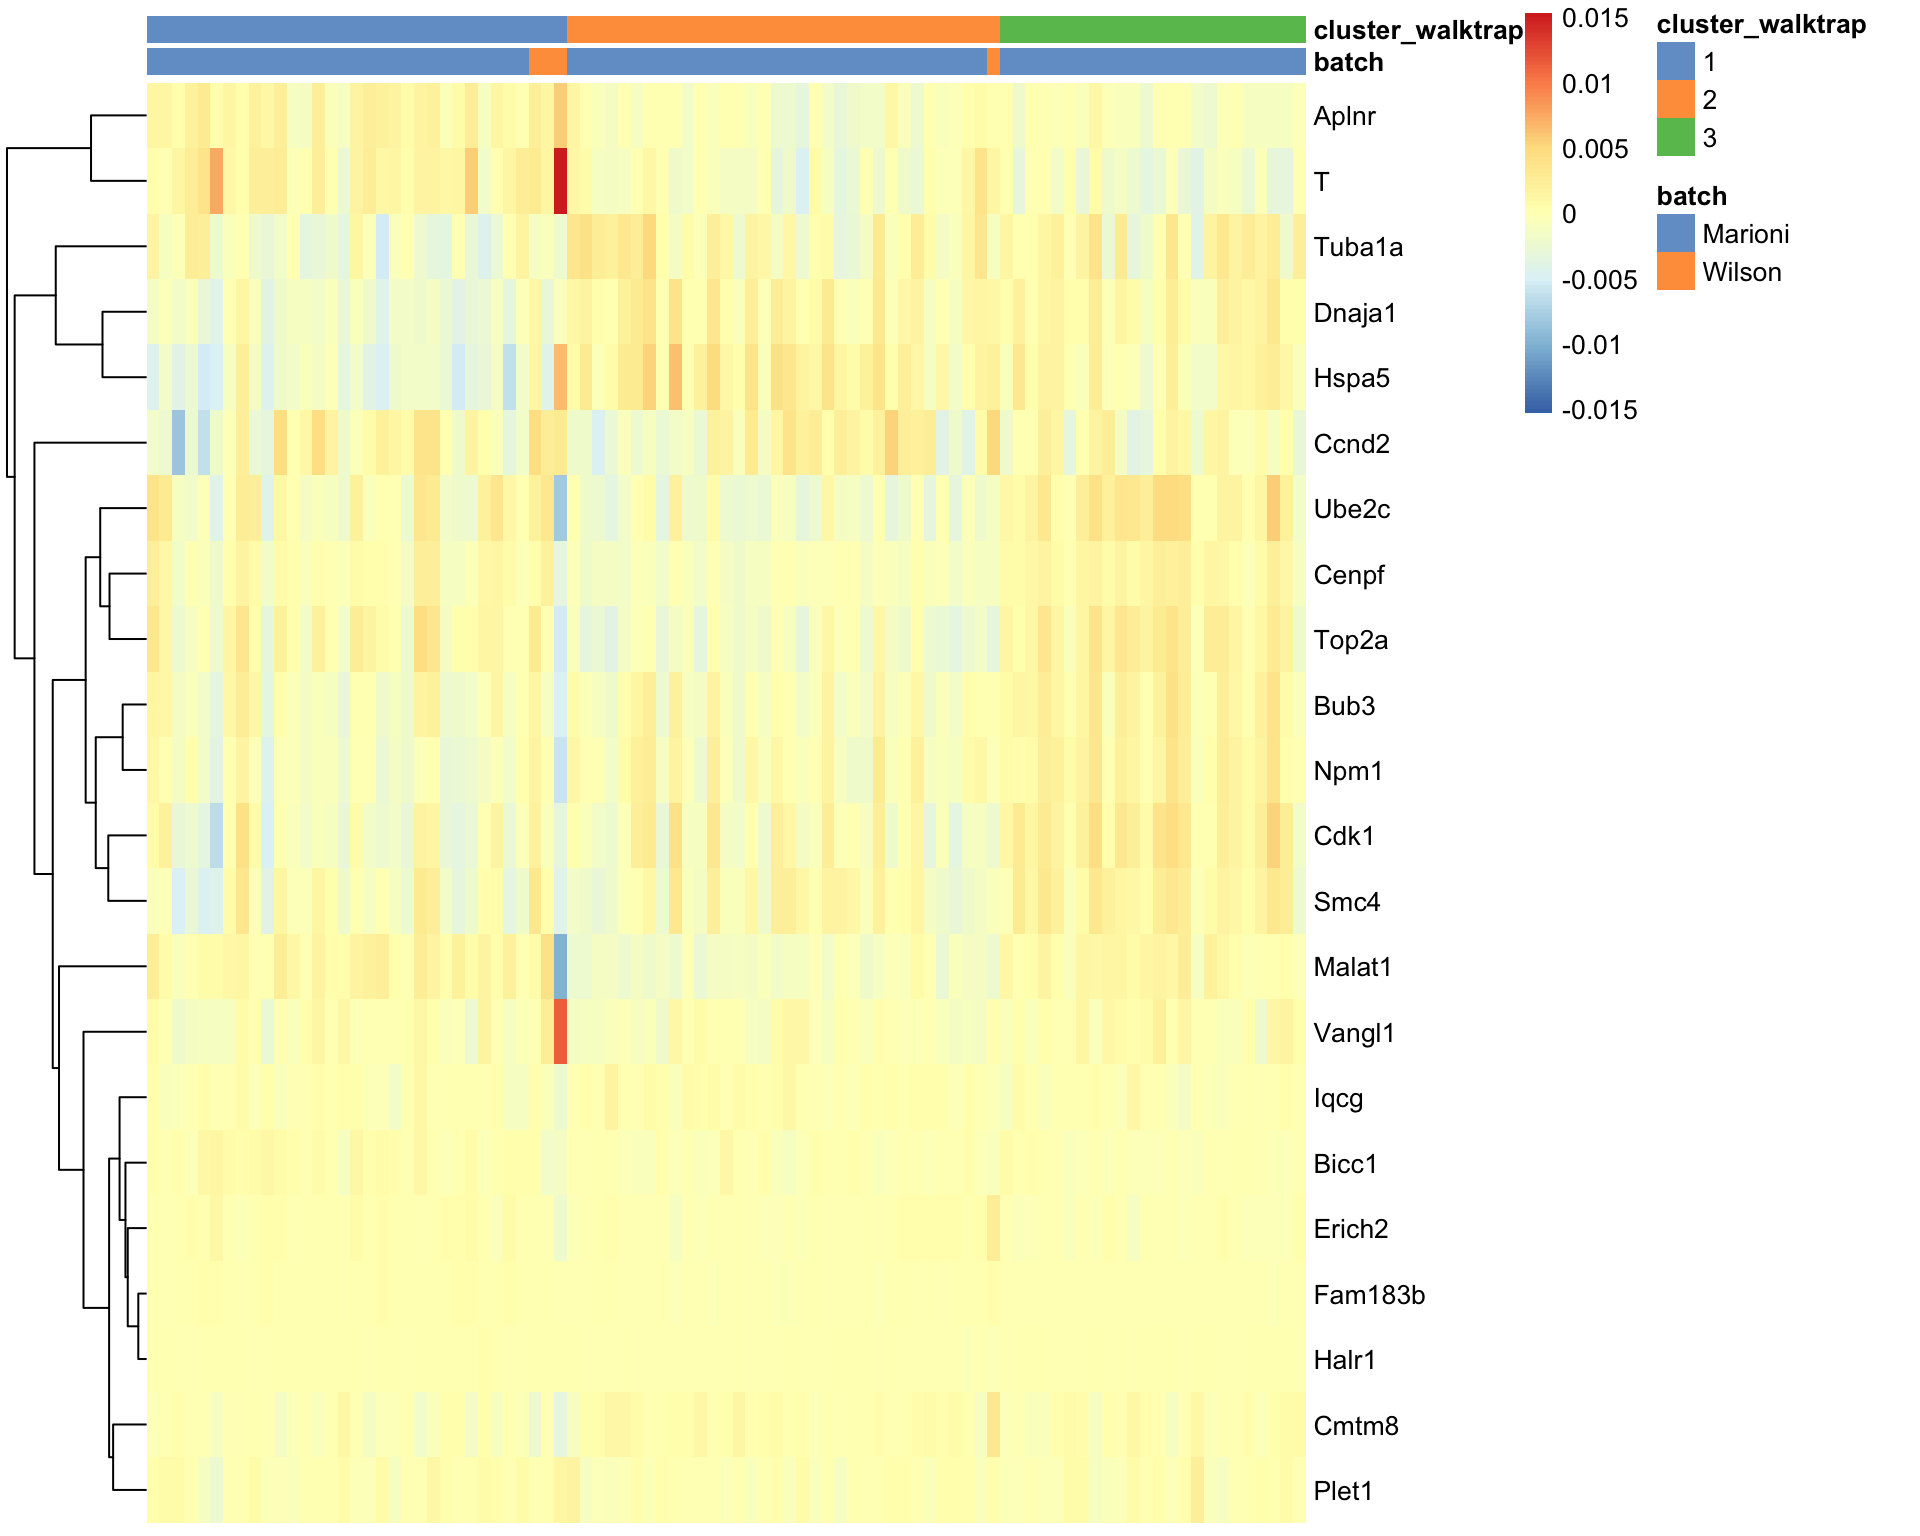 cluster_walktrap
batch
Aplnr
T
Tuba1a
Dnaja1
Hspa5
Ccnd2
Ube2c
Cenpf
Top2a
Bub3
Npm1
Cdk1
Smc4
Malat1
Vangl1
Iqcg
Bicc1
Erich2
Fam183b
Halr1
Cmtm8
Plet1
0.015
0.01
0.005
0
-0.005
-0.01
-0.015
cluster_walktrap
1
2
3
batch
Marioni
Wilson